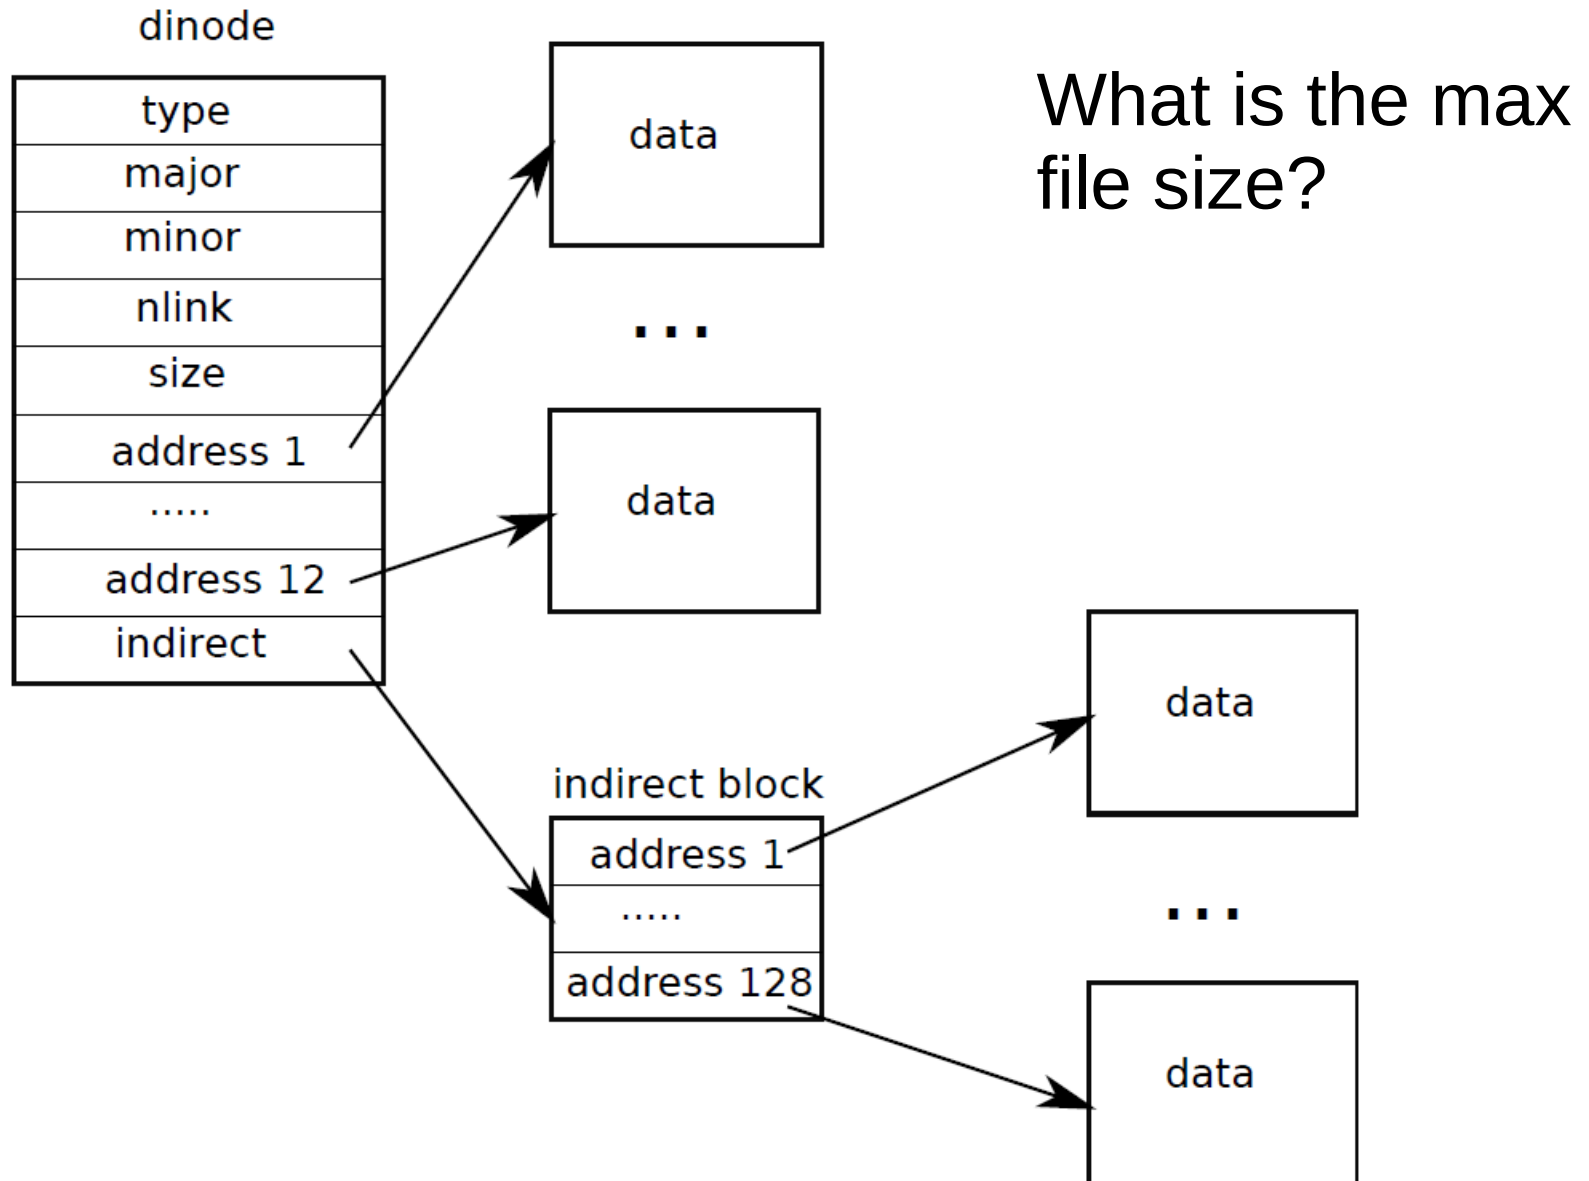 dinode
type
major
minor
nlink
size
address 1
.....
address 12
indirect
data
...
data
What is the max
file size?
indirect block
address 1
.....
address 128
data
...
data